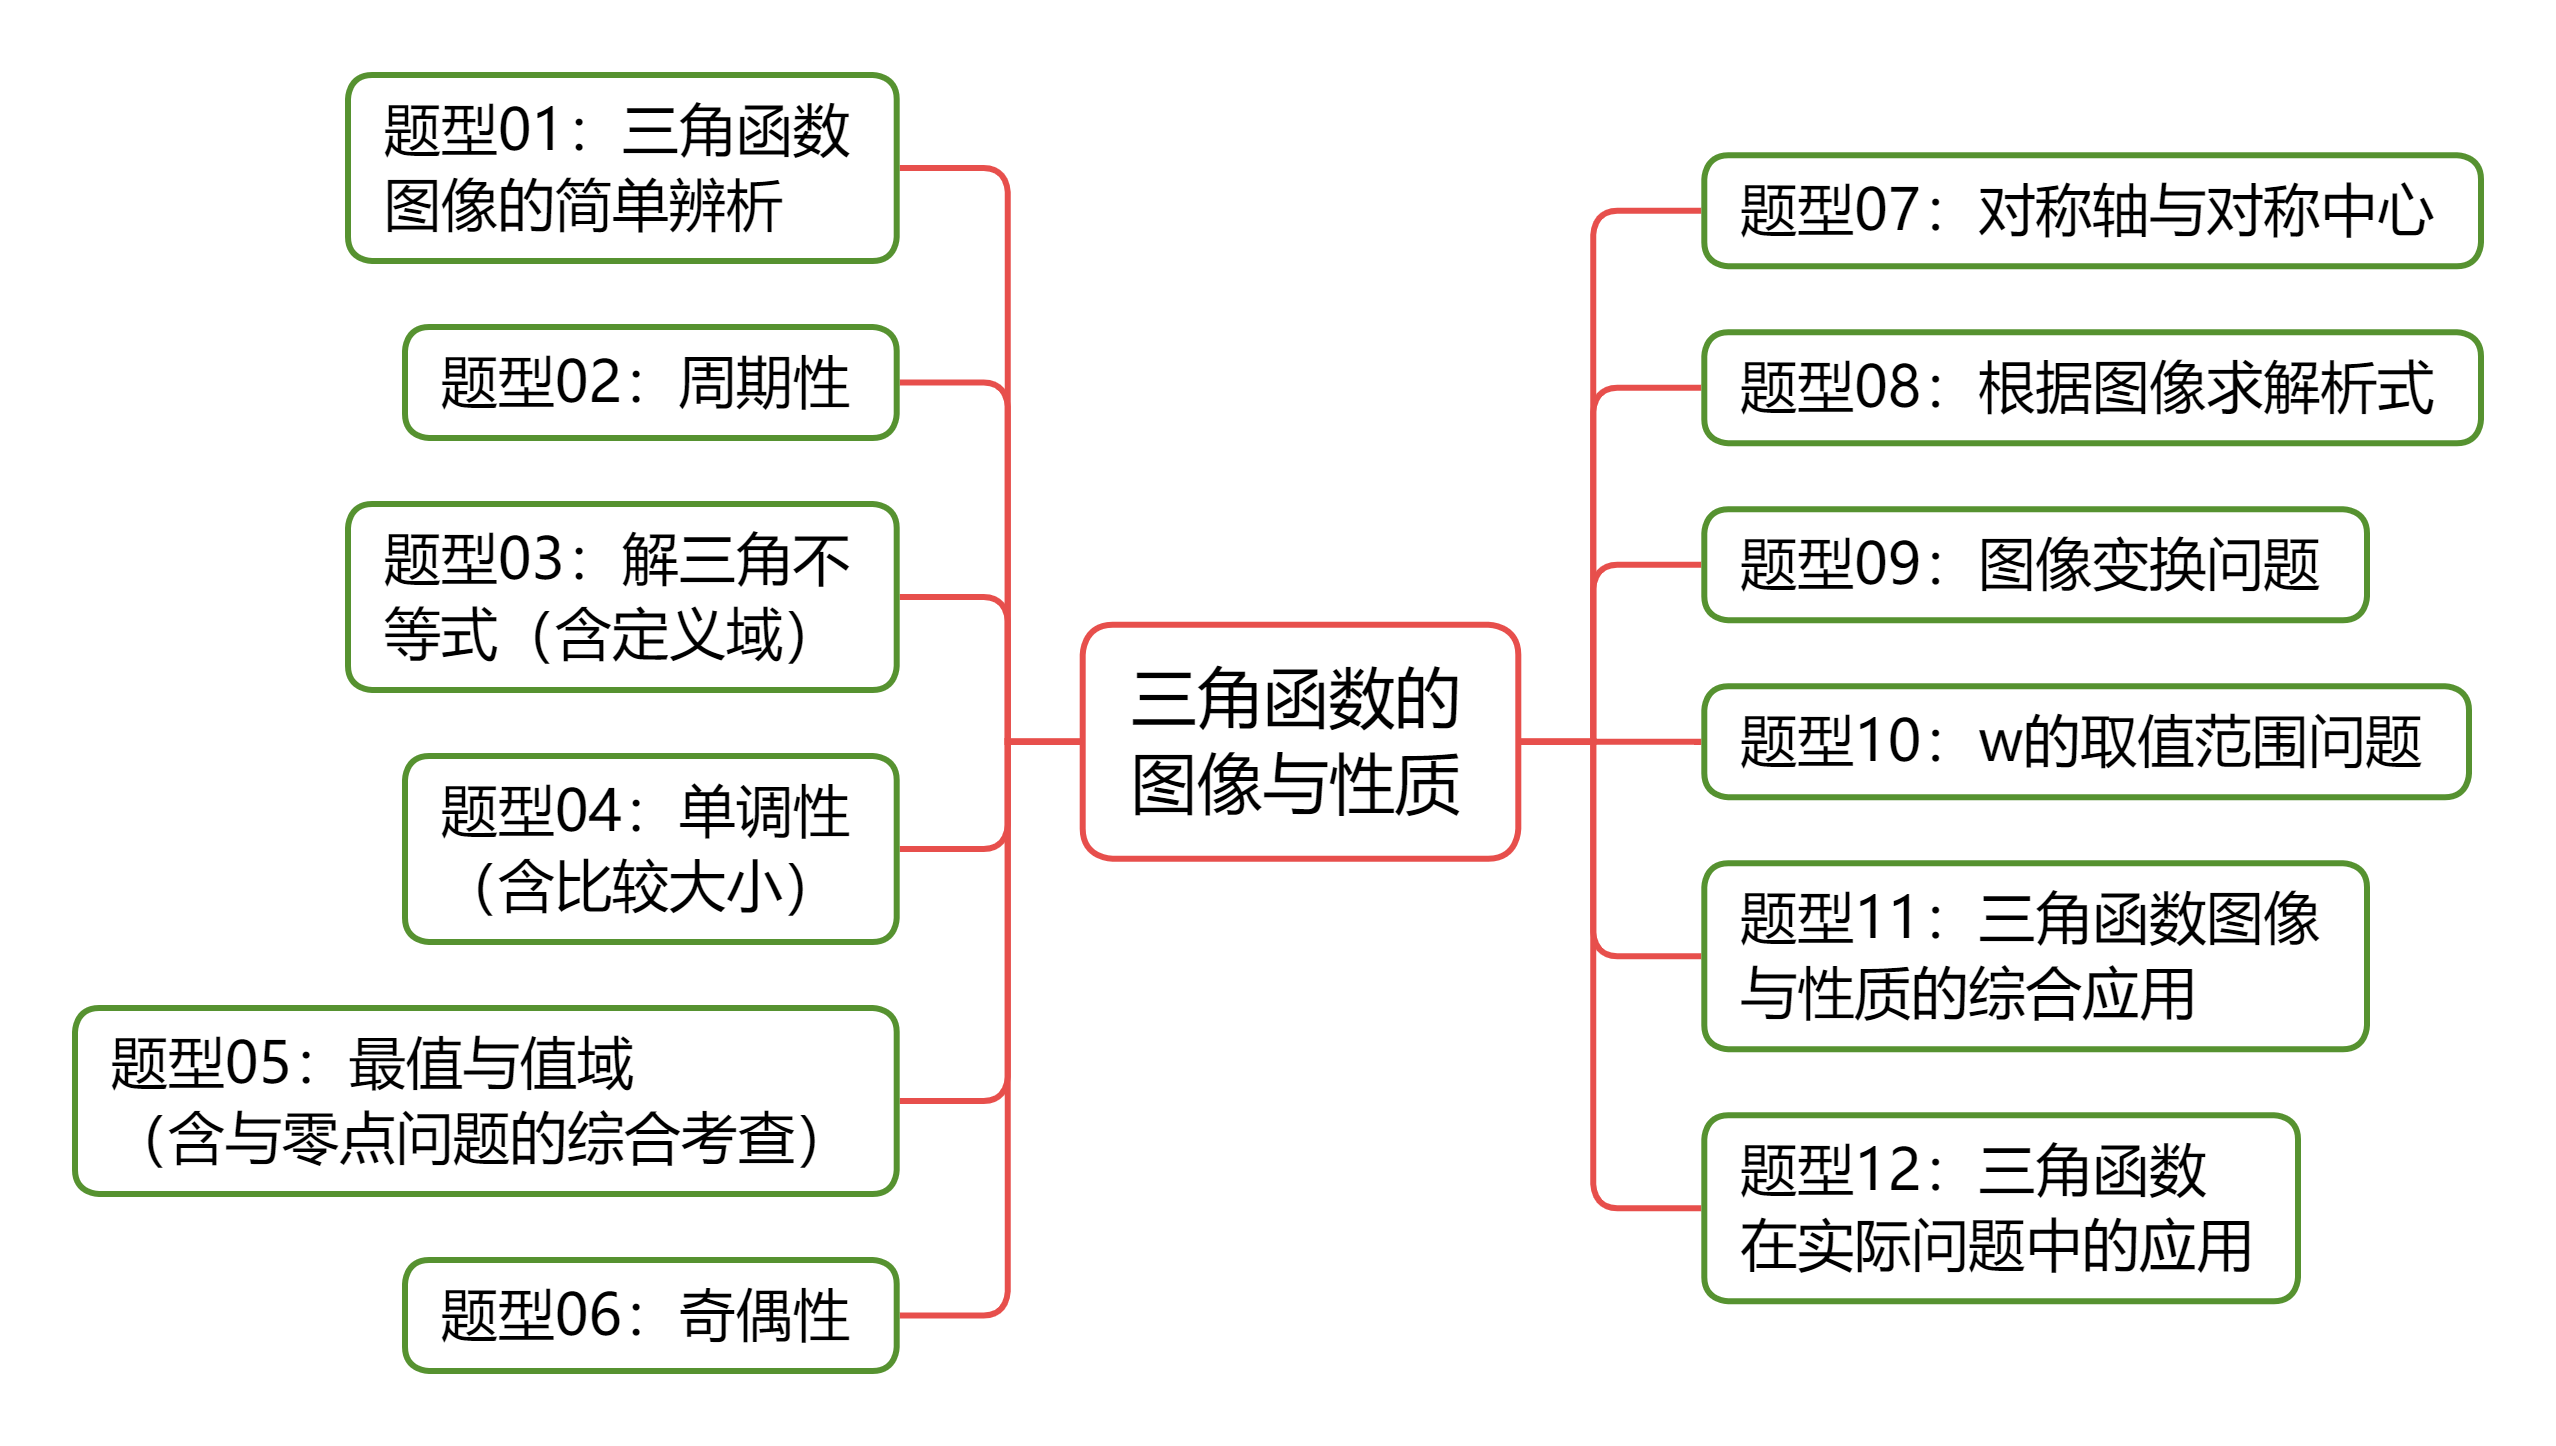 题型01：三角函数
图像的简单辨析
题型02：周期性
题型03：解三角不
等式（含定义域）
题型04：单调性
（含比较大小）
题型05：最值与值域
（含与零点问题的综合考查）
题型06：奇偶性
三角函数的
图像与性质
题型07：对称轴与对称中心
题型08：根据图像求解析式
题型09：图像变换问题
题型10：w的取值范围问题
题型11：三角函数图像
与性质的综合应用
题型12：三角函数
在实际问题中的应用